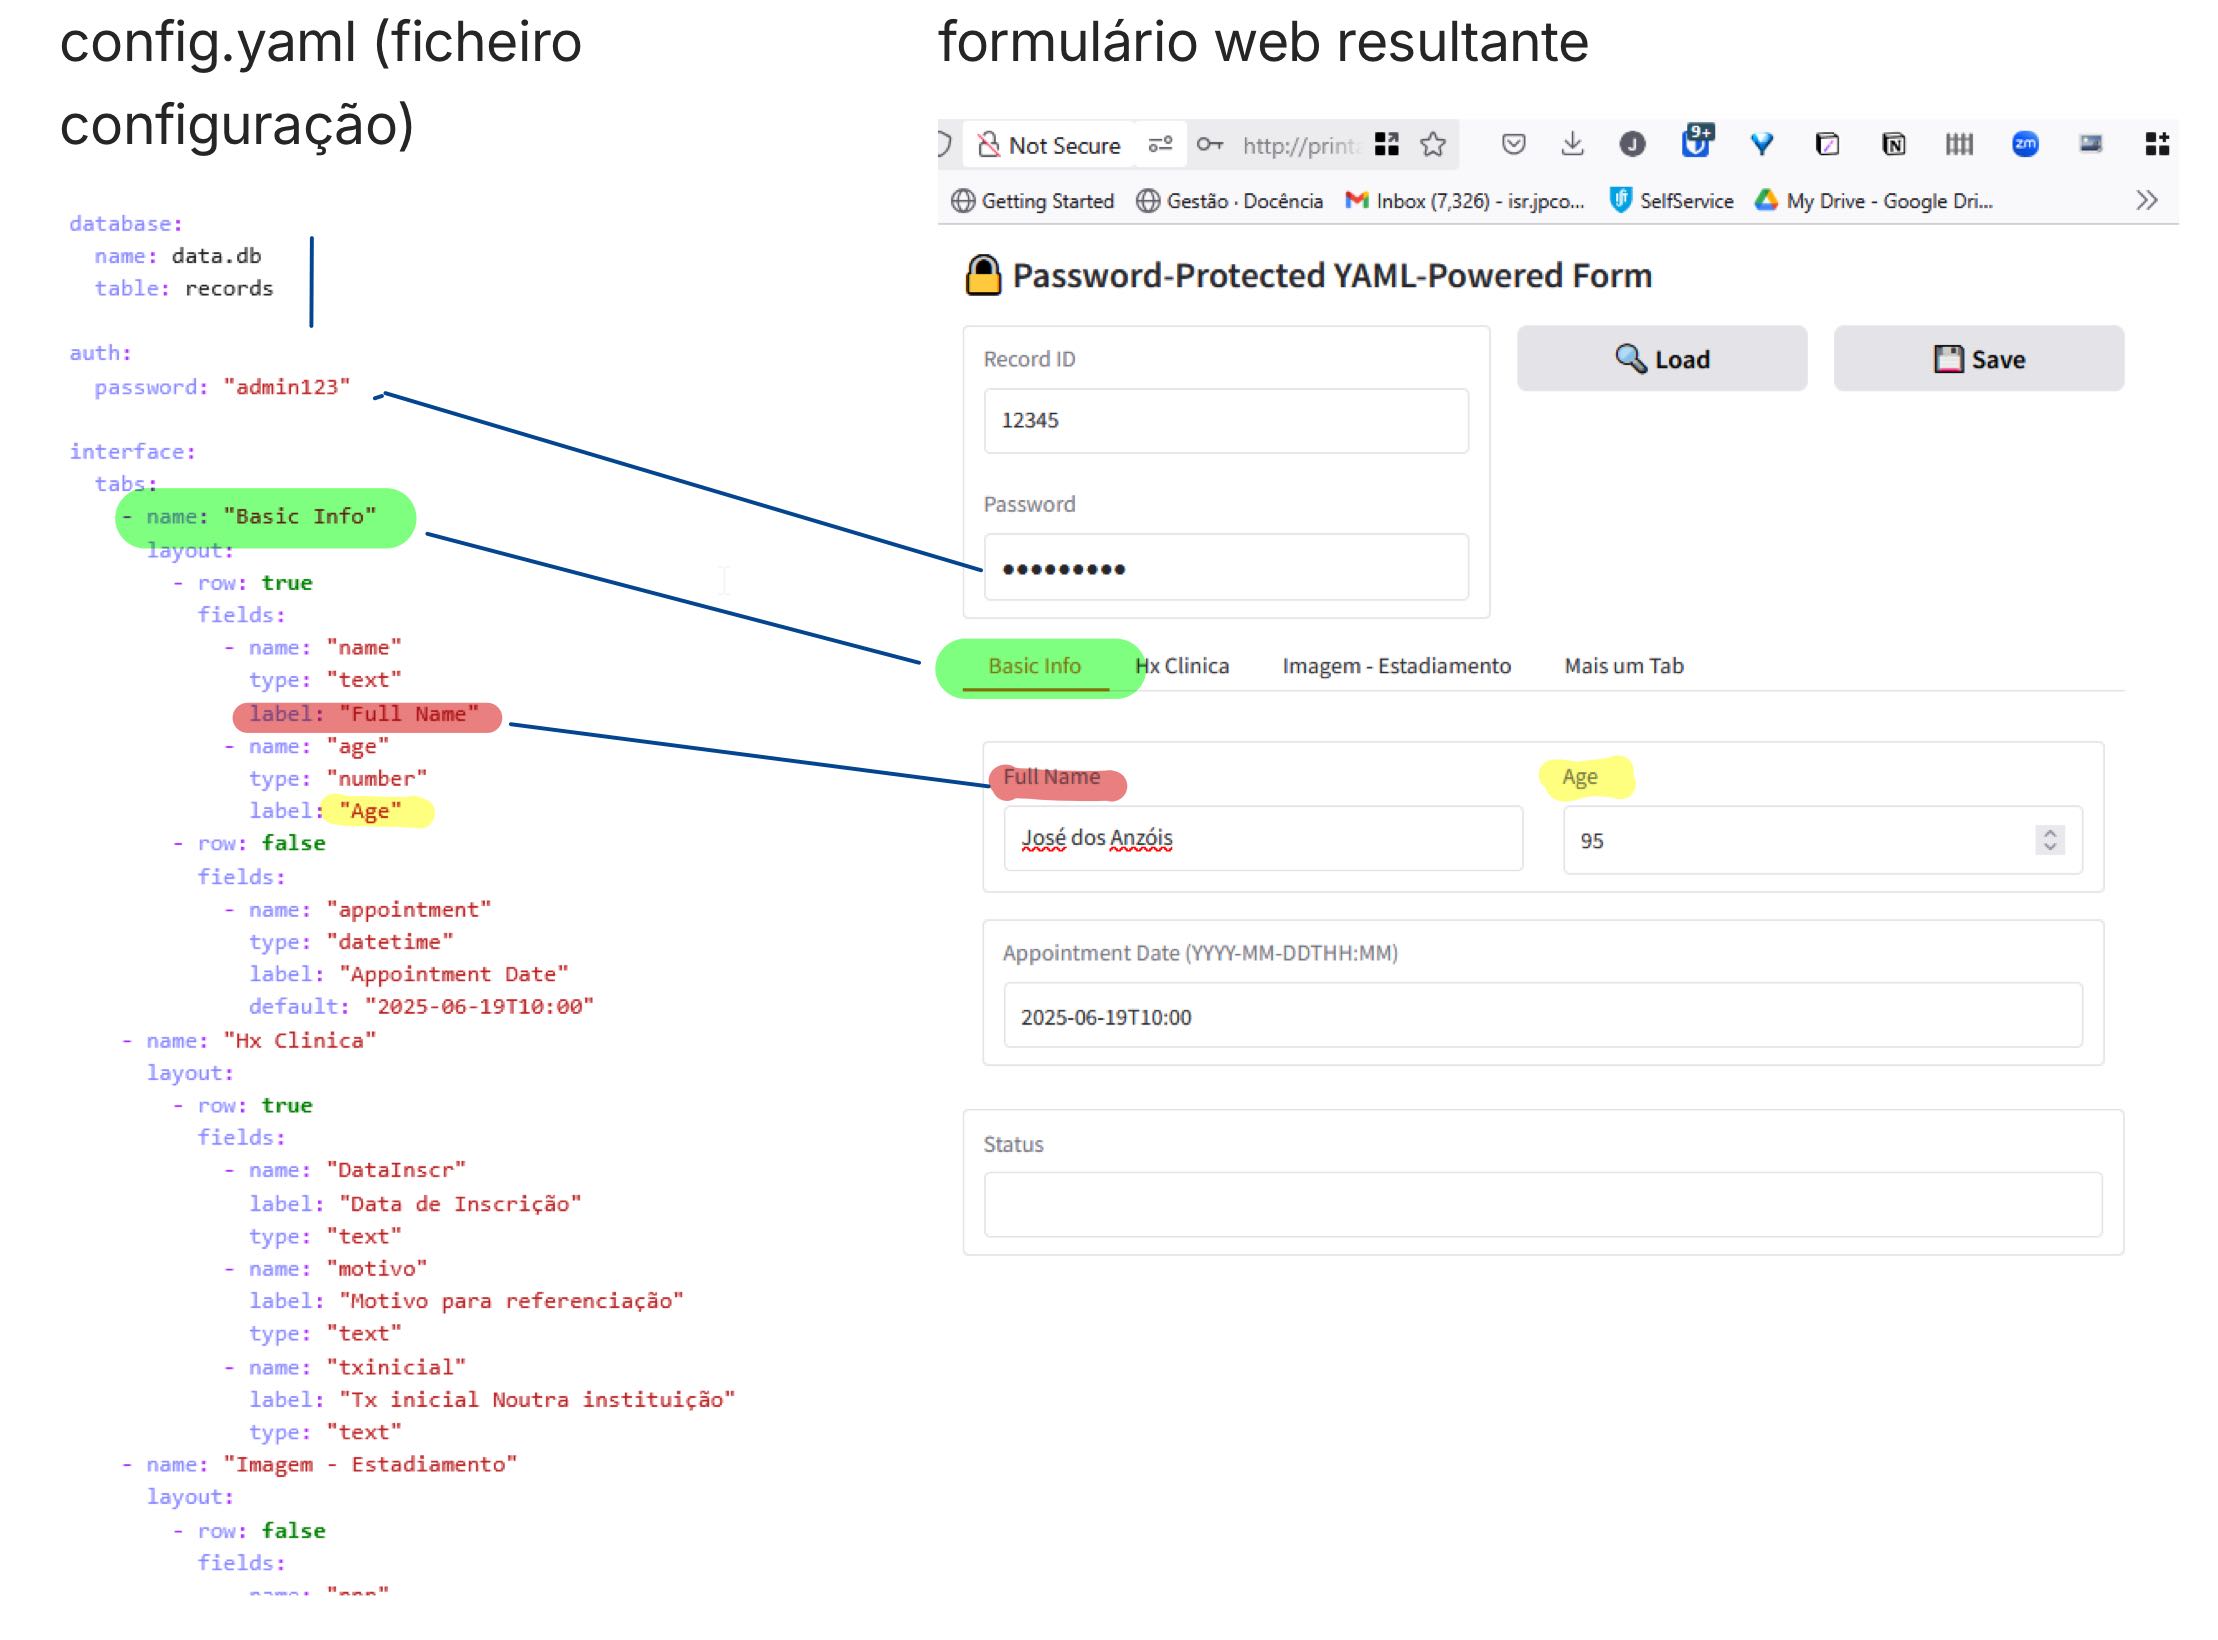 config.yaml (ficheiro
configuração)
database:
name: data.db
table: records
auth:
password: "admin123"
interface:
tabs:
- name: "Basic Info"
layout:
- row: true
fields:
- name: "name"
type: "text"
label: "Full Name"
- name: "age"
type: "number"
label: "Age"
- row: false
fields:
- name: "appointment"
type: "datetime"
label: "Appointment Date"
default: "2025-06-19T10:00"
- name: "Hx Clinica"
layout:
- row: true
fields:
- name: "DataInscr"
label: "Data de Inscrição"
type: "text"
- name: "motivo"
label: "Motivo para referenciação"
type: "text"
- name: "txinicial"
label: "Tx inicial Noutra instituição"
type: "text"
- name: "Imagem - Estadiamento"
layout:
- row: false
fields:
formulário web resultante
Not Secure http://printa 9+ J N zm
Getting Started Gestão · Docência Inbox (7,326) - isr.jpco... SelfService My Drive - Google Dri...
Password-Protected YAML-Powered Form
Record ID
Load
Save
12345
Password
•••••••••
Basic Info Hx Clinica Imagem - Estadiamento Mais um Tab
Full Name Age
José dos Anzóis 95
Appointment Date (YYYY-MM-DDTHH:MM)
2025-06-19T10:00
Status